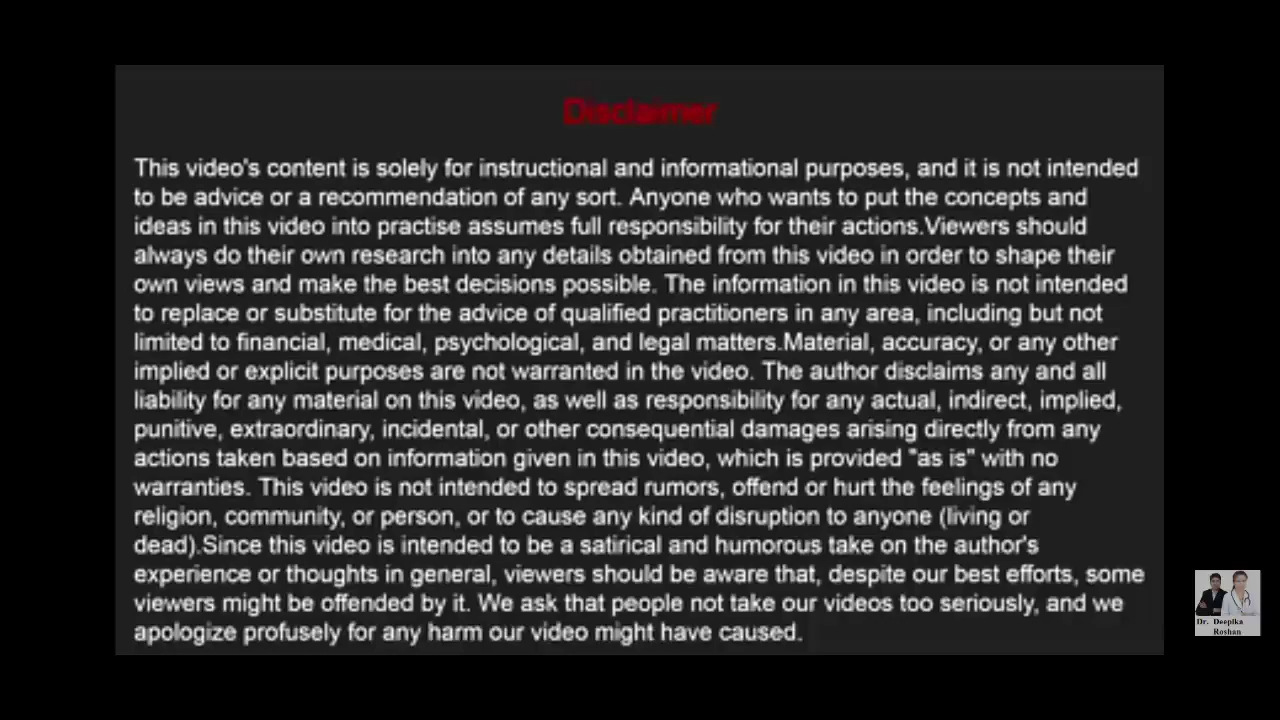 Disclaimer
This video's content is solely for instructional and informational purposes, and it is not intended
to be advice or a recommendation of any sort. Anyone who wants to put the concepts and
ideas in this video into practise assumes full responsibility for their actions.Viewers should
always do their own research into any details obtained from this video in order to shape their
own views and make the best decisions possible. The information in this video is not intended
to replace or substitute for the advice of qualified practitioners in any area, including but not
limited to financial, medical, psychological, and legal matters.Material, accuracy, or any other
implied or explicit purposes are not warranted in the video. The author disclaims any and all
liability for any material on this video, as well as responsibility for any actual, indirect, implied,
punitive, extraordinary, incidental, or other consequential damages arising directly from any
actions taken based on information given in this video, which is provided "as is" with no
warranties. This video is not intended to spread rumors, offend or hurt the feelings of any
religion, community, or person, or to cause any kind of disruption to anyone (living or
dead).Since this video is intended to be a satirical and humorous take on the author's
experience or thoughts in general, viewers should be aware that, despite our best efforts, some
viewers might be offended by it. We ask that people not take our videos too seriously, and we
apologize profusely for any harm our video might have caused.
Dr. Deepika
Roshan